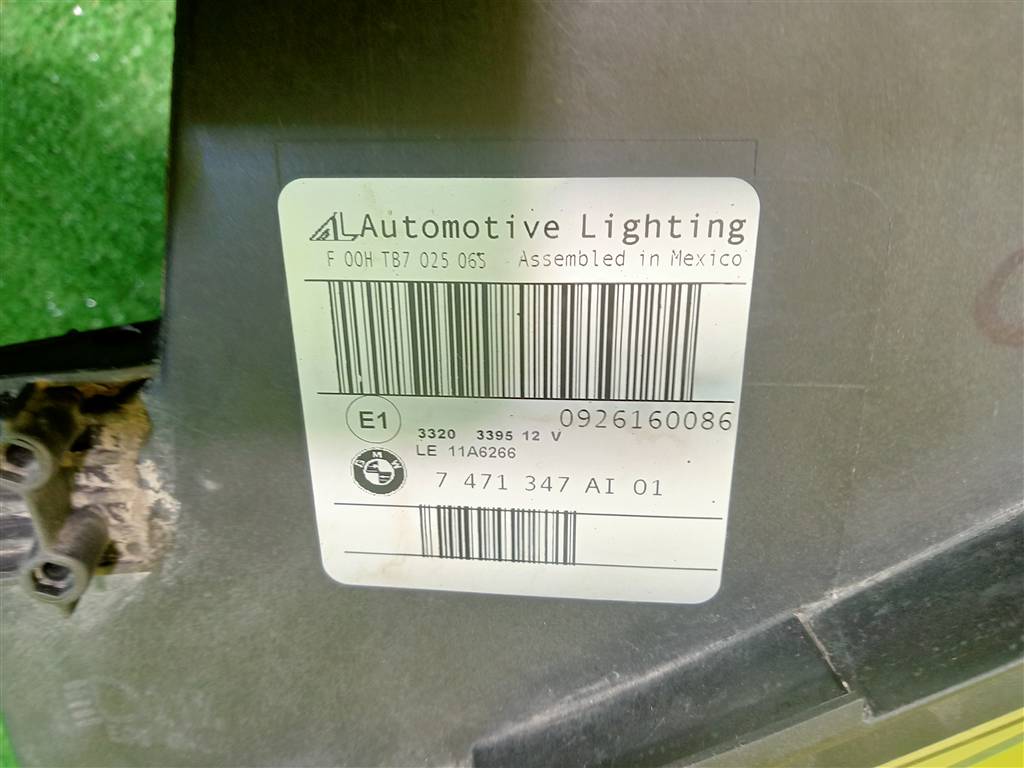 AL Automotive Lighting
F 00H TB7 025 065 Assembled in Mexico
0926160086
E1
3320 3395 12 V
LE 11A6266
BMW
7 471 347 AI 01